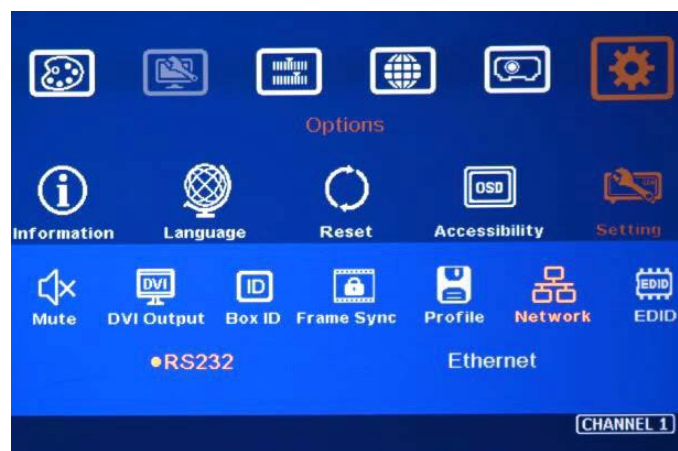 Options
OSD
Information Language Reset Accessibility Setting
DVI ID EDID
Mute DVI Output Box ID Frame Sync Profile Network EDID
RS232 Ethernet
CHANNEL 1